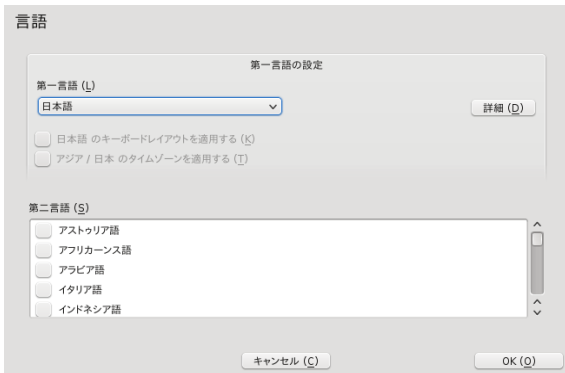 言語
第一言語の設定
第一言語 (L)
日本語
詳細 (D)
日本語 のキーボードレイアウトを適用する (K)
アジア / 日本 のタイムゾーンを適用する (T)
第二言語 (S)
アストゥリア語
アフリカーンス語
アラビア語
イタリア語
インドネシア語
キャンセル (C)
OK (O)